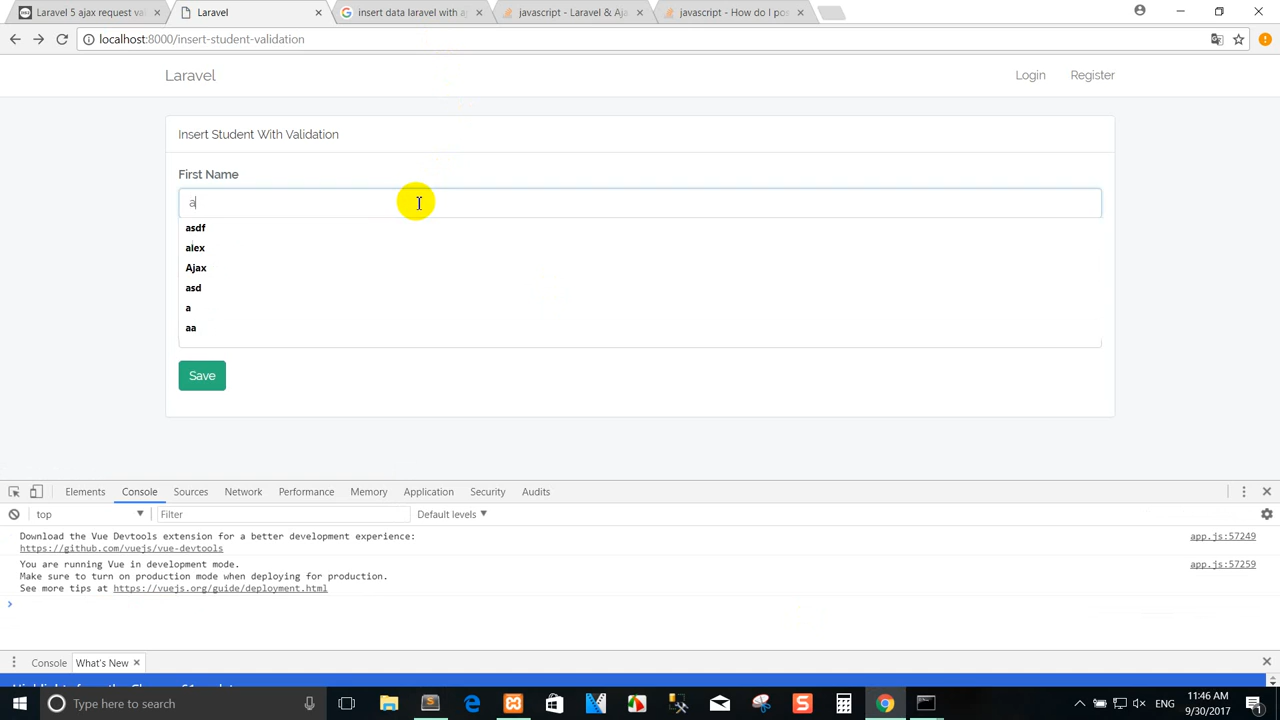 Laravel 5 ajax request val
Laravel
insert data laravel with aj
javascript - Laravel & Aja
javascript - How do I pos
localhost:8000/insert-student-validation
Laravel
Login
Register
Insert Student With Validation
First Name
a
asdf
alex
Ajax
asd
a
aa
Save
Elements
Console
Sources
Network
Performance
Memory
Application
Security
Audits
top
Filter
Default levels
Download the Vue Devtools extension for a better development experience:
app.js:57249
https://github.com/vuejs/vue-devtools
You are running Vue in development mode.
app.js:57259
Make sure to turn on production mode when deploying for production.
See more tips at https://vuejs.org/guide/deployment.html
Console
What's New
Type here to search
ENG
11:46 AM
9/30/2017
1